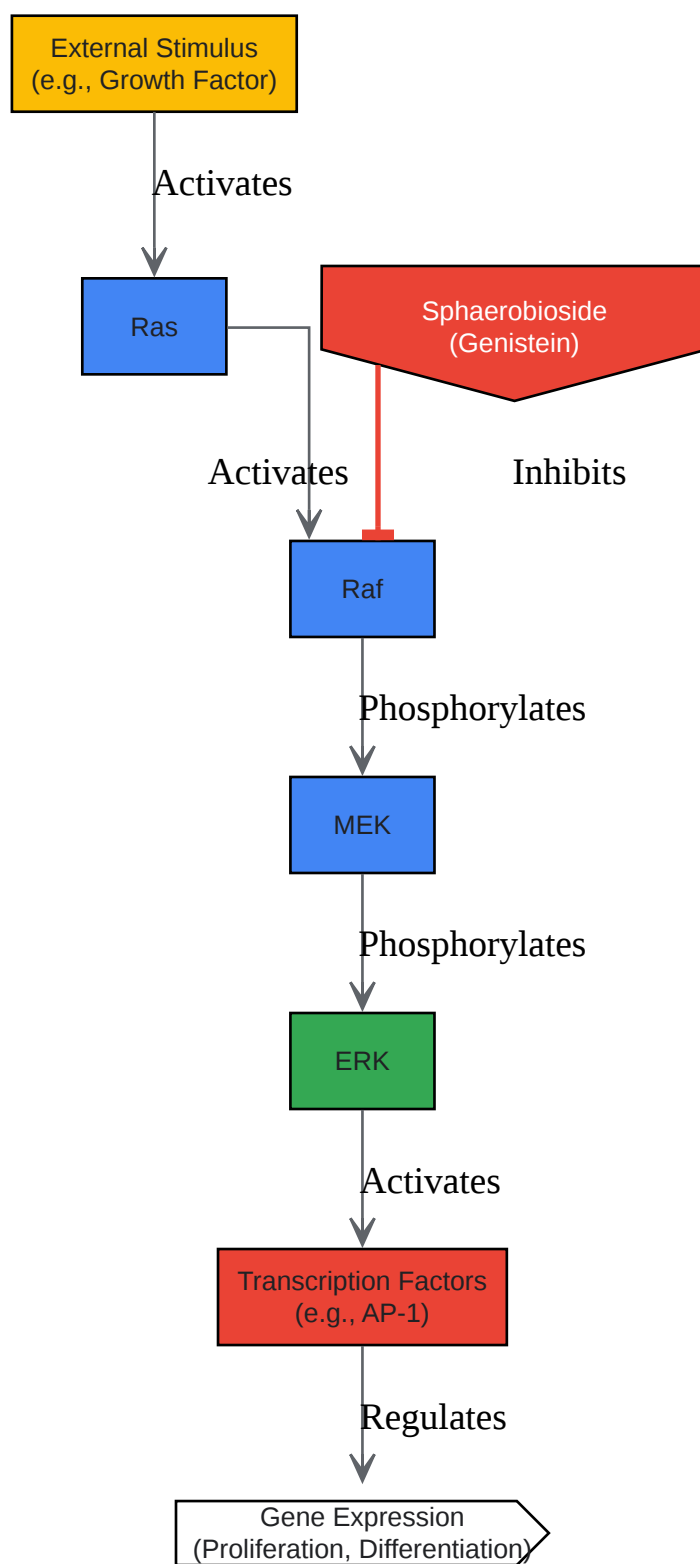 External Stimulus
(e.g., Growth Factor)
Activates
Ras
Sphaerobioside
(Genistein)
Activates
Inhibits
Raf
Phosphorylates
MEK
Phosphorylates
ERK
Activates
Transcription Factors
(e.g., AP-1)
Regulates
Gene Expression
(Proliferation, Differentiation)